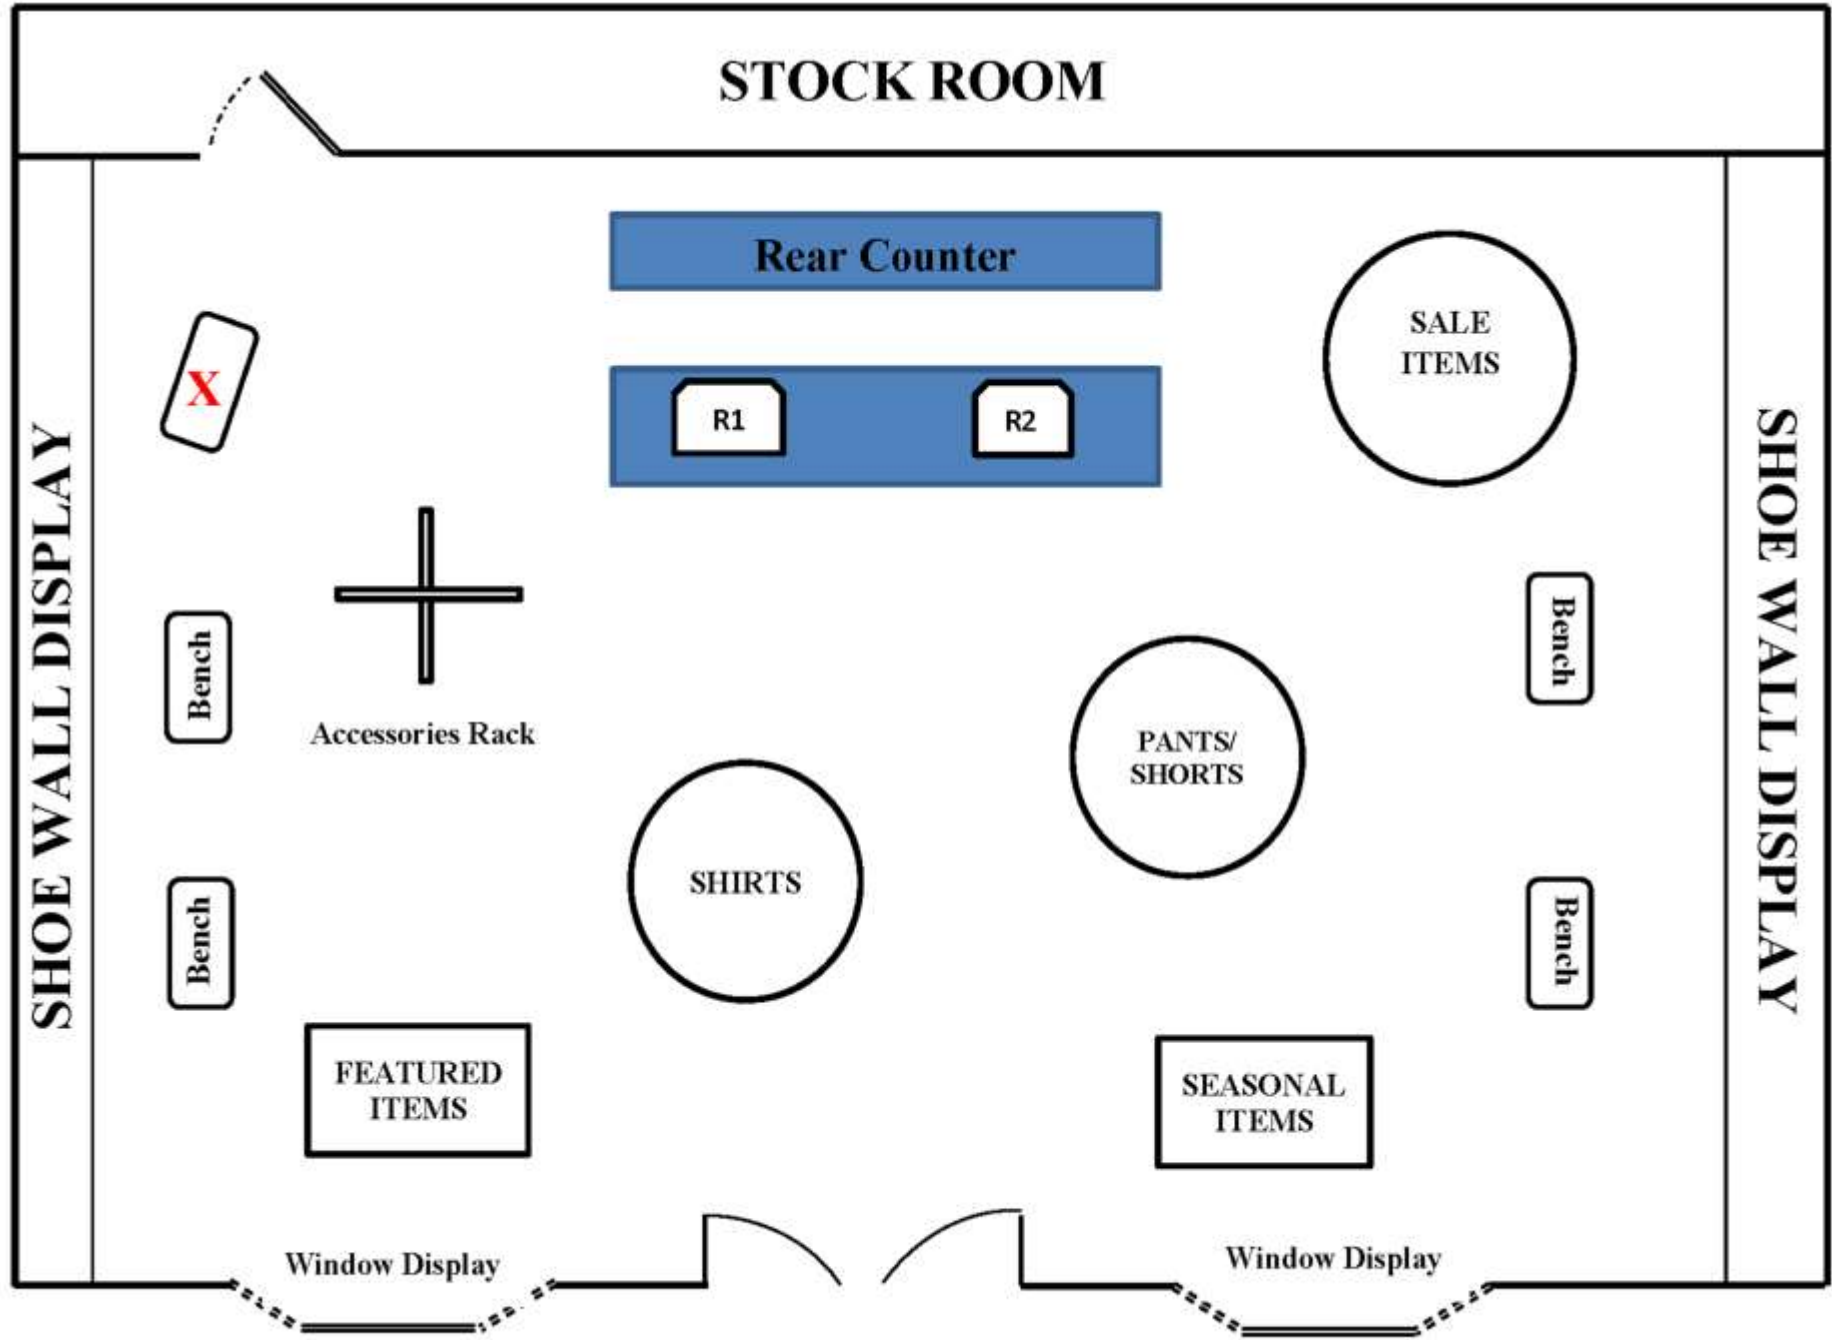 STOCK ROOM
Rear Counter
SALE
ITEMS
X
R1
R2
SHOE WALL DISPLAY
SHOE WALL DISPLAY
Bench
Accessories Rack
Bench
PANTS/
SHORTS
SHIRTS
Bench
Bench
FEATURED
ITEMS
SEASONAL
ITEMS
Window Display
Window Display